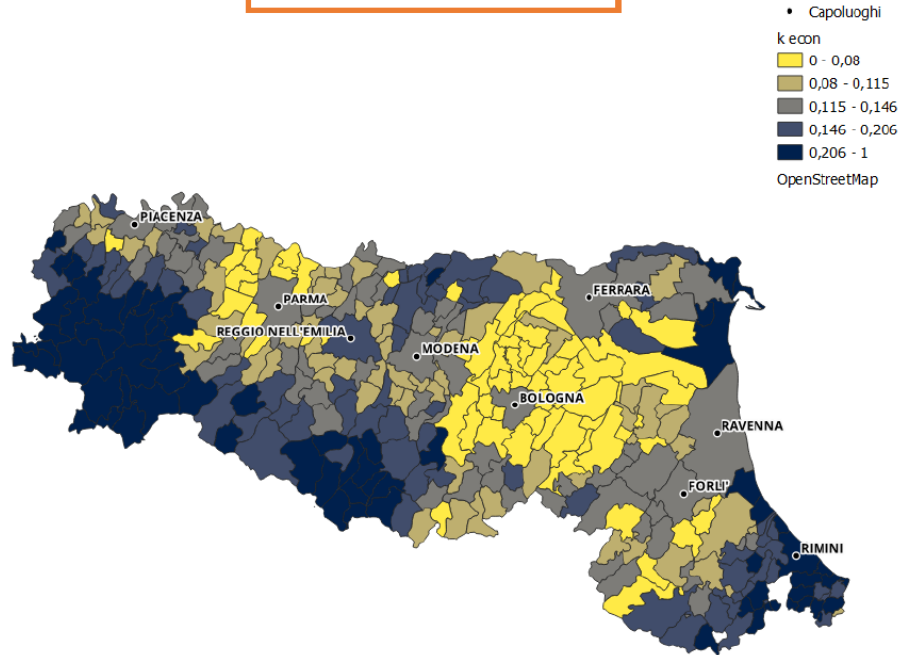 Capoluoghi
k econ
0 - 0,08
0,08 - 0,115
0,115 - 0,146
0,146 - 0,206
0,206 - 1
OpenStreetMap
PIACENZA
FERRARA
PARMA
REGGIO NELL'EMILIA
MODENA
BOLOGNA
RAVENNA
FORLI'
RIMINI